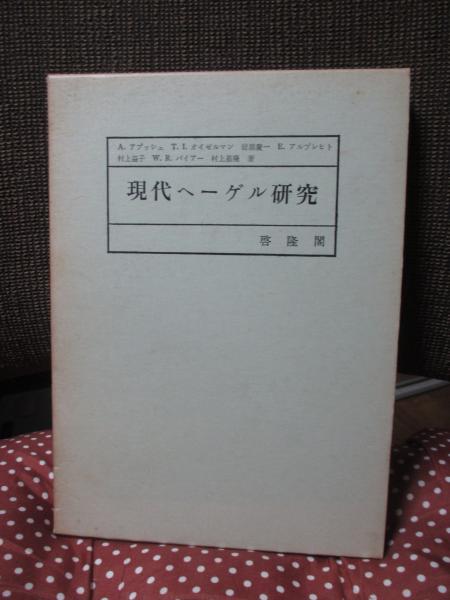 A. アブッシュ T. I. オイゼルマン 慶一 E. アルブレヒト
村上益子 W. R. バイアー 村上嘉隆 著
現代ヘーゲル研究
啓隆閣